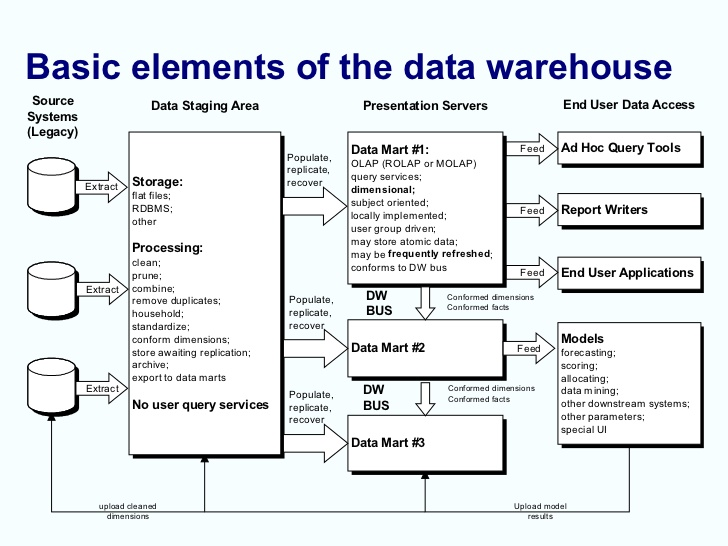 Basic elements of the data warehouse
Source
Systems
(Legacy)
Data Staging Area
Presentation Servers
End User Data Access
Extract
Extract
Extract
Storage:
flat files;
RDBMS;
other
Processing:
clean;
prune;
combine;
remove duplicates;
household;
standardize;
conform dimensions;
store awaiting replication;
archive;
export to data marts
No user query services
Populate,
replicate,
recover
Populate,
replicate,
recover
Populate,
replicate,
recover
Data Mart #1:
OLAP (ROLAP or MOLAP)
query services;
dimensional;
subject oriented;
locally implemented;
user group driven;
may store atomic data;
may be frequently refreshed;
conforms to DW bus
DW
BUS
Conformed dimensions
Conformed facts
Data Mart #2
DW
BUS
Conformed dimensions
Conformed facts
Data Mart #3
Feed
Ad Hoc Query Tools
Feed
Report Writers
Feed
End User Applications
Feed
Models
forecasting;
scoring;
allocating;
data mining;
other downstream systems;
other parameters;
special UI
upload cleaned
dimensions
Upload model
results